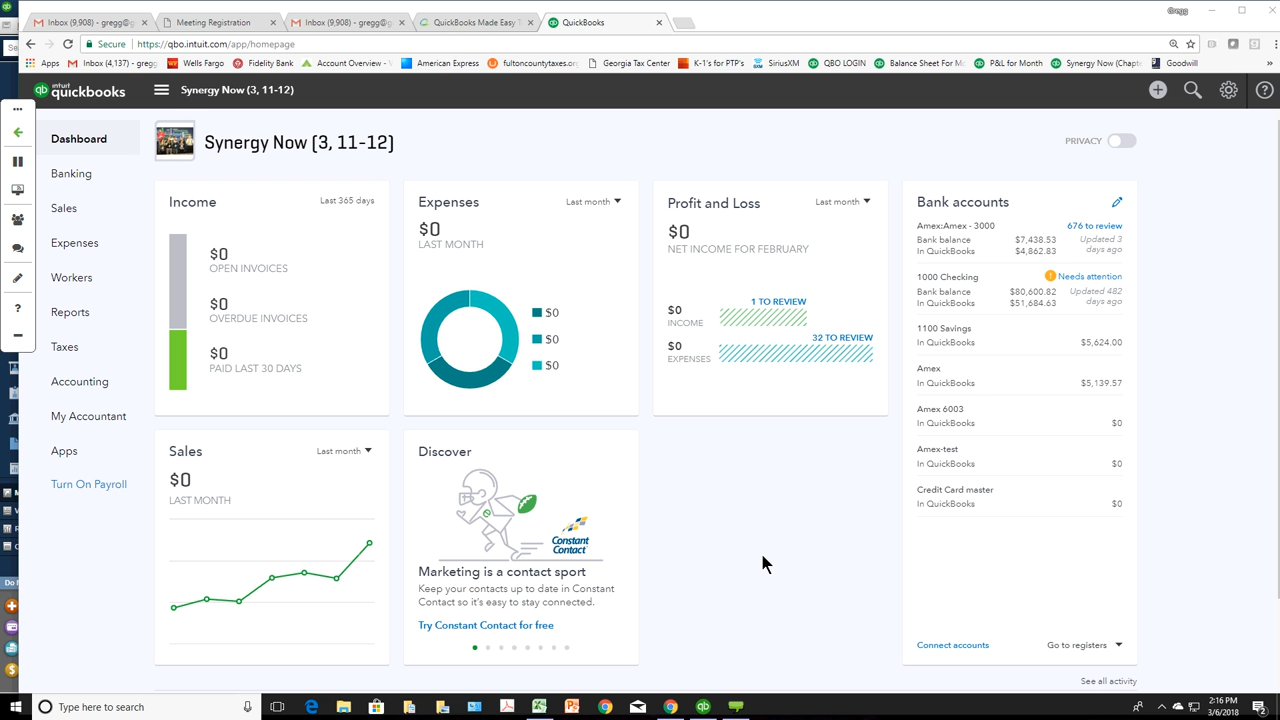 Gregg
Inbox (9,908) - gregg@g
Meeting Registration
Inbox (9,908) - gregg@g
QuickBooks Made Easy T
QuickBooks
Secure
https://qbo.intuit.com/app/homepage
Apps
Inbox (4,137) - gregg
Wells Fargo
Fidelity Bank
Account Overview - V
American Express
fultoncountytaxes.org
Georgia Tax Center
K-1's for PTP's
SiriusXM
QBO LOGIN
Balance Sheet For M
P&L for Month
Synergy Now (Chapte
Goodwill
qb intuit quickbooks
Synergy Now (3, 11-12)
Dashboard
Banking
Sales
Expenses
Workers
Reports
Taxes
Accounting
My Accountant
Apps
Turn On Payroll
Synergy Now (3, 11-12)
PRIVACY
Income
Last 365 days
$0
OPEN INVOICES
$0
OVERDUE INVOICES
$0
PAID LAST 30 DAYS
Expenses
Last month
$0
LAST MONTH
$0
$0
$0
Profit and Loss
Last month
$0
NET INCOME FOR FEBRUARY
1 TO REVIEW
$0
INCOME
32 TO REVIEW
$0
EXPENSES
Bank accounts
Amex:Amex - 3000
676 to review
Bank balance $7,438.53
In QuickBooks $4,862.83
Updated 3
days ago
1000 Checking
Needs attention
Bank balance $80,600.82
In QuickBooks $51,684.63
Updated 482
days ago
1100 Savings
In QuickBooks $5,624.00
Amex
In QuickBooks $5,139.57
Amex 6003
In QuickBooks $0
Amex-test
In QuickBooks $0
Credit Card master
In QuickBooks $0
Connect accounts
Go to registers
Sales
Last month
$0
LAST MONTH
Discover
Constant
Contact
Marketing is a contact sport
Keep your contacts up to date in Constant
Contact so it's easy to stay connected.
Try Constant Contact for free
See all activity
Type here to search
2:16 PM
3/6/2018